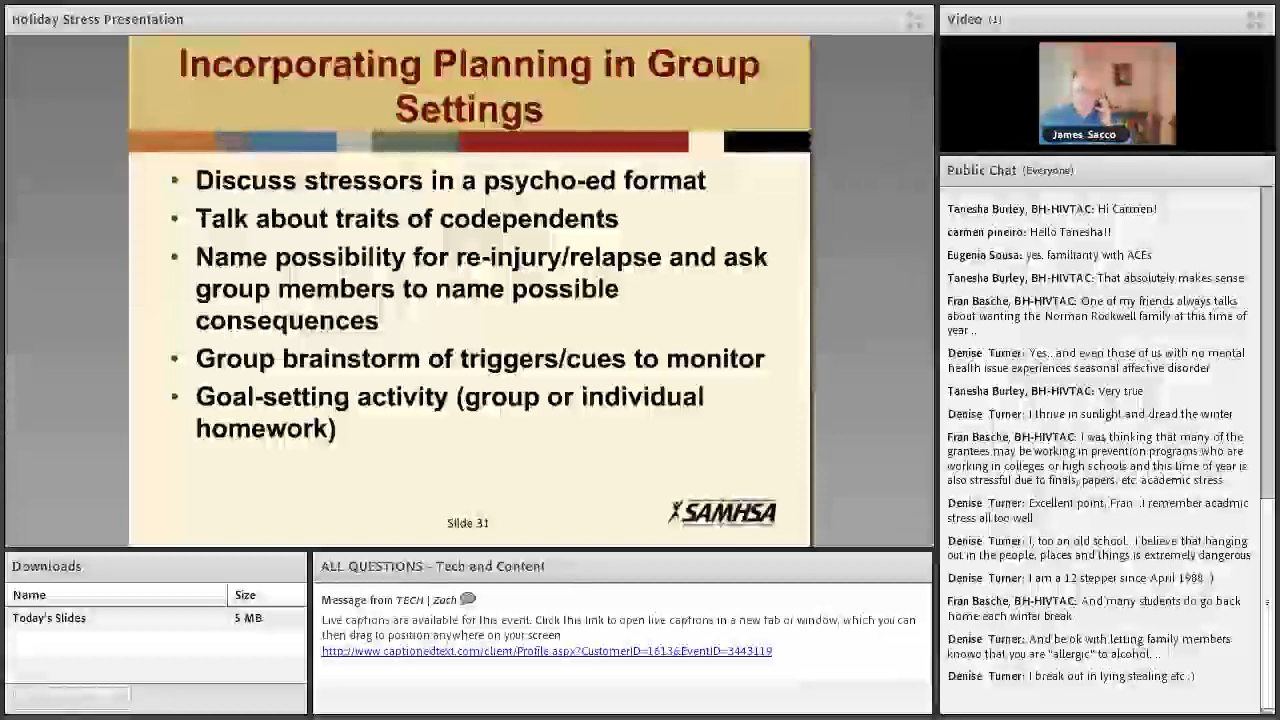 Holiday Stress Presentation
Incorporating Planning in Group
Settings
• Discuss stressors in a psycho-ed format
• Talk about traits of codependents
• Name possibility for re-injury/relapse and ask
group members to name possible
consequences
• Group brainstorm of triggers/cues to monitor
• Goal-setting activity (group or individual
homework)
Slide 31
SAMHSA
Downloads
Name Size
Today's Slides 5 MB
ALL QUESTIONS - Tech and Content
Message from TECH | Zach
Live captions are available for this event. Click this link to open live captions in a new tab or window, which you can
then drag to position anywhere on your screen
http://www.captionedtext.com/client/Profile.aspx?CustomerID=1613&EventID=3443119
Video (1)
James Sacco
Public Chat (Everyone)
Tanesha Burley, BH-HIVTAC: Hi Carmen!
carmen pineiro: Hello Tanesha!!
Eugenia Sousa: yes, familianty with ACEs
Tanesha Burley, BH-HIVTAC: That absolutely makes sense
Fran Basche, BH-HIVTAC: One of my friends always talks
about wanting the Norman Rockwell family at this time of
year...
Denise Turner: Yes...and even those of us with no mental
health issue experiences seasonal affective disorder
Tanesha Burley, BH-HIVTAC: Very true
Denise Turner: I thrive in sunlight and dread the winter
Fran Basche, BH-HIVTAC: I was thinking that many of the
grantees may be working in prevention programs who are
working in colleges or high schools and this time of year is
also stressful due to finals, papers, etc. academic stress
Denise Turner: Excellent point, Fran...I remember acadmic
stress all too well
Denise Turner: I, too an old school... I believe that hanging
out in the people, places and things is extremely dangerous
Denise Turner: I am a 12 stepper since April 1988 :)
Fran Basche, BH-HIVTAC: And many students do go back
home each winter break
Denise Turner: And be ok with letting family members
knowo that you are "allergic" to alcohol....
Denise Turner: I break out in lying stealing etc :)